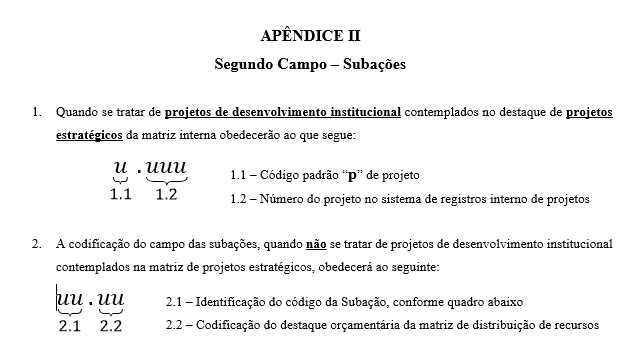 APÊNDICE II
Segundo Campo – Subações
1. Quando se tratar de projetos de desenvolvimento institucional contemplados no destaque de projetos
estratégicos da matriz interna obedecerão ao que segue:
u . uuu
1.1 1.2
1.1 – Código padrão “p” de projeto
1.2 – Número do projeto no sistema de registros interno de projetos
2. A codificação do campo das subações, quando não se tratar de projetos de desenvolvimento institucional
contemplados na matriz de projetos estratégicos, obedecerá ao seguinte:
uu . uu
2.1 2.2
2.1 – Identificação do código da Subação, conforme quadro abaixo
2.2 – Codificação do destaque orçamentária da matriz de distribuição de recursos